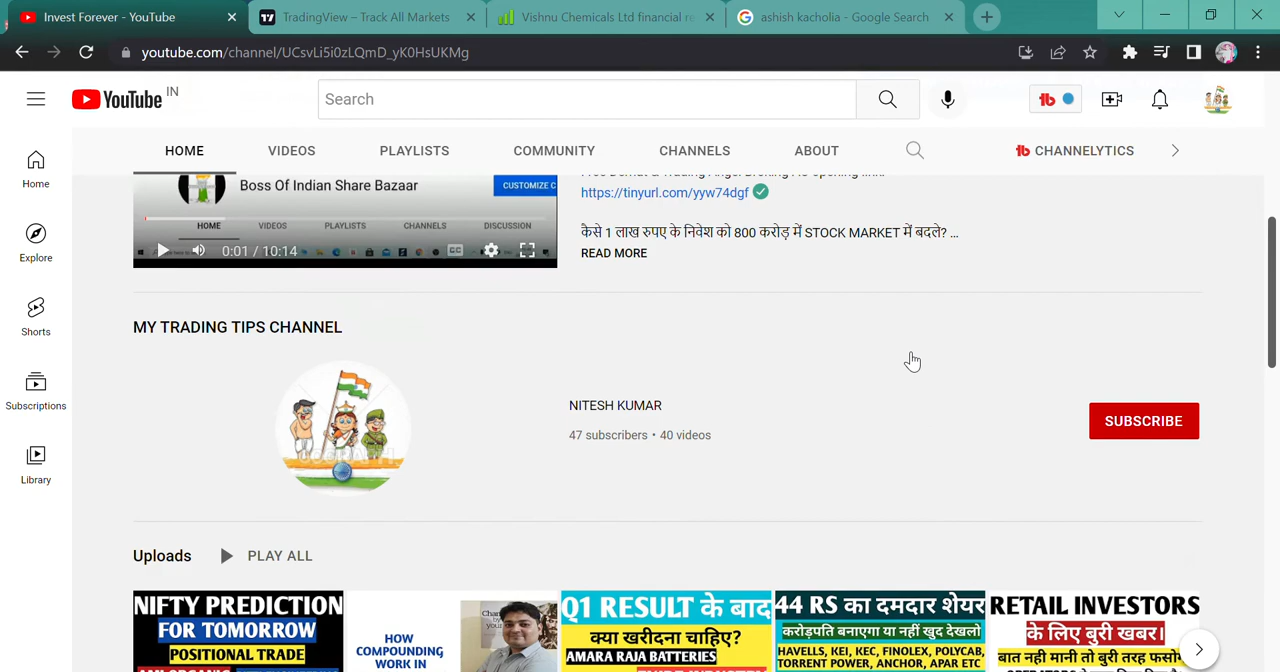 Invest Forever - YouTube
TradingView – Track All Markets
Vishnu Chemicals Ltd financial re
ashish kacholia - Google Search
youtube.com/channel/UCsvLi5i0zLQmD_yK0HsUKMg
YouTube IN
Search
HOME VIDEOS PLAYLISTS COMMUNITY CHANNELS ABOUT CHANNELYTICS
Home
Explore
Shorts
Subscriptions
Library
Boss Of Indian Share Bazaar
CUSTOMIZE C
HOME VIDEOS PLAYLISTS CHANNELS DISCUSSION
0:01 / 10:14
https://tinyurl.com/yyw74dgf
कैसे 1 लाख रुपए के निवेश को 800 करोड़ में STOCK MARKET में बदले? ...
READ MORE
MY TRADING TIPS CHANNEL
NITESH KUMAR
47 subscribers • 40 videos
SUBSCRIBE
Uploads
PLAY ALL
NIFTY PREDICTION
FOR TOMORROW
POSITIONAL TRADE
HOW
COMPOUNDING
WORK IN
Q1 RESULT के बाद
क्या खरीदना चाहिए?
AMARA RAJA BATTERIES
44 RS का दमदार शेयर
करोड़पति बनाएगा या नहीं खुद देखलो
HAVELLS, KEI, KEC, FINOLEX, POLYCAB,
TORRENT POWER, ANCHOR, APAR ETC
RETAIL INVESTORS
के लिए बुरी खबर।
बात नही मानी तो बुरी तरह फसोगे